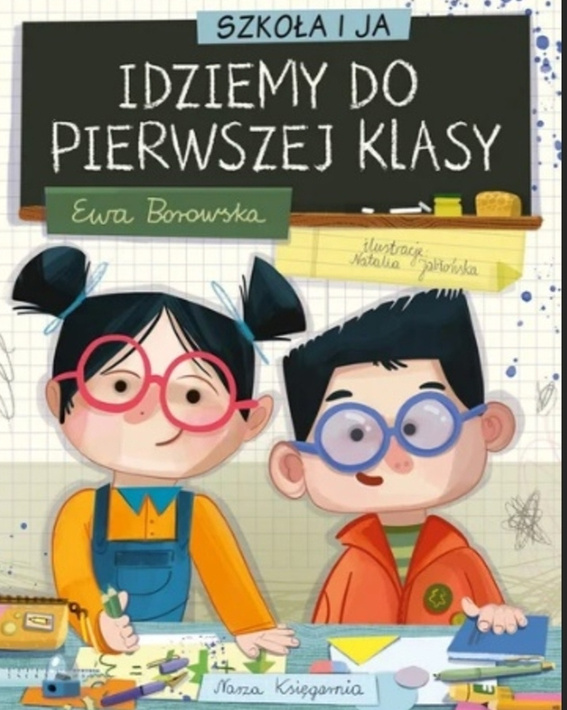 SZKOŁA I JA
IDZIEMY DO
PIERWSZEJ KLASY
Ewa Borowska
ilustracje:
Natalia Jabłońska
Nasza Księgarnia